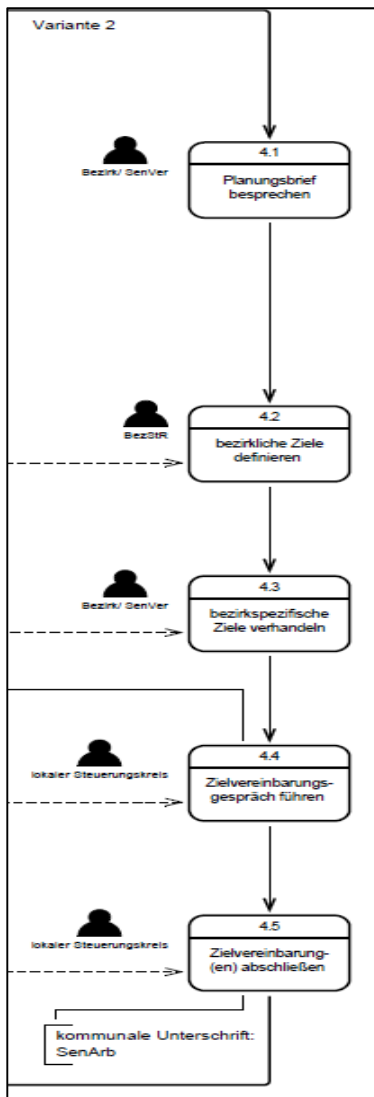 Variante 2
4.1
Bezirk/ SenVer
Planungsbrief
besprechen
4.2
BezStR
bezirkliche Ziele
definieren
4.3
Bezirk/ SenVer
bezirkspezifische
Ziele verhandeln
4.4
lokaler Steuerungskreis
Zielvereinbarungs-
gespräch führen
4.5
lokaler Steuerungskreis
Zielvereinbarung-
(en) abschließen
kommunale Unterschrift:
SenArb